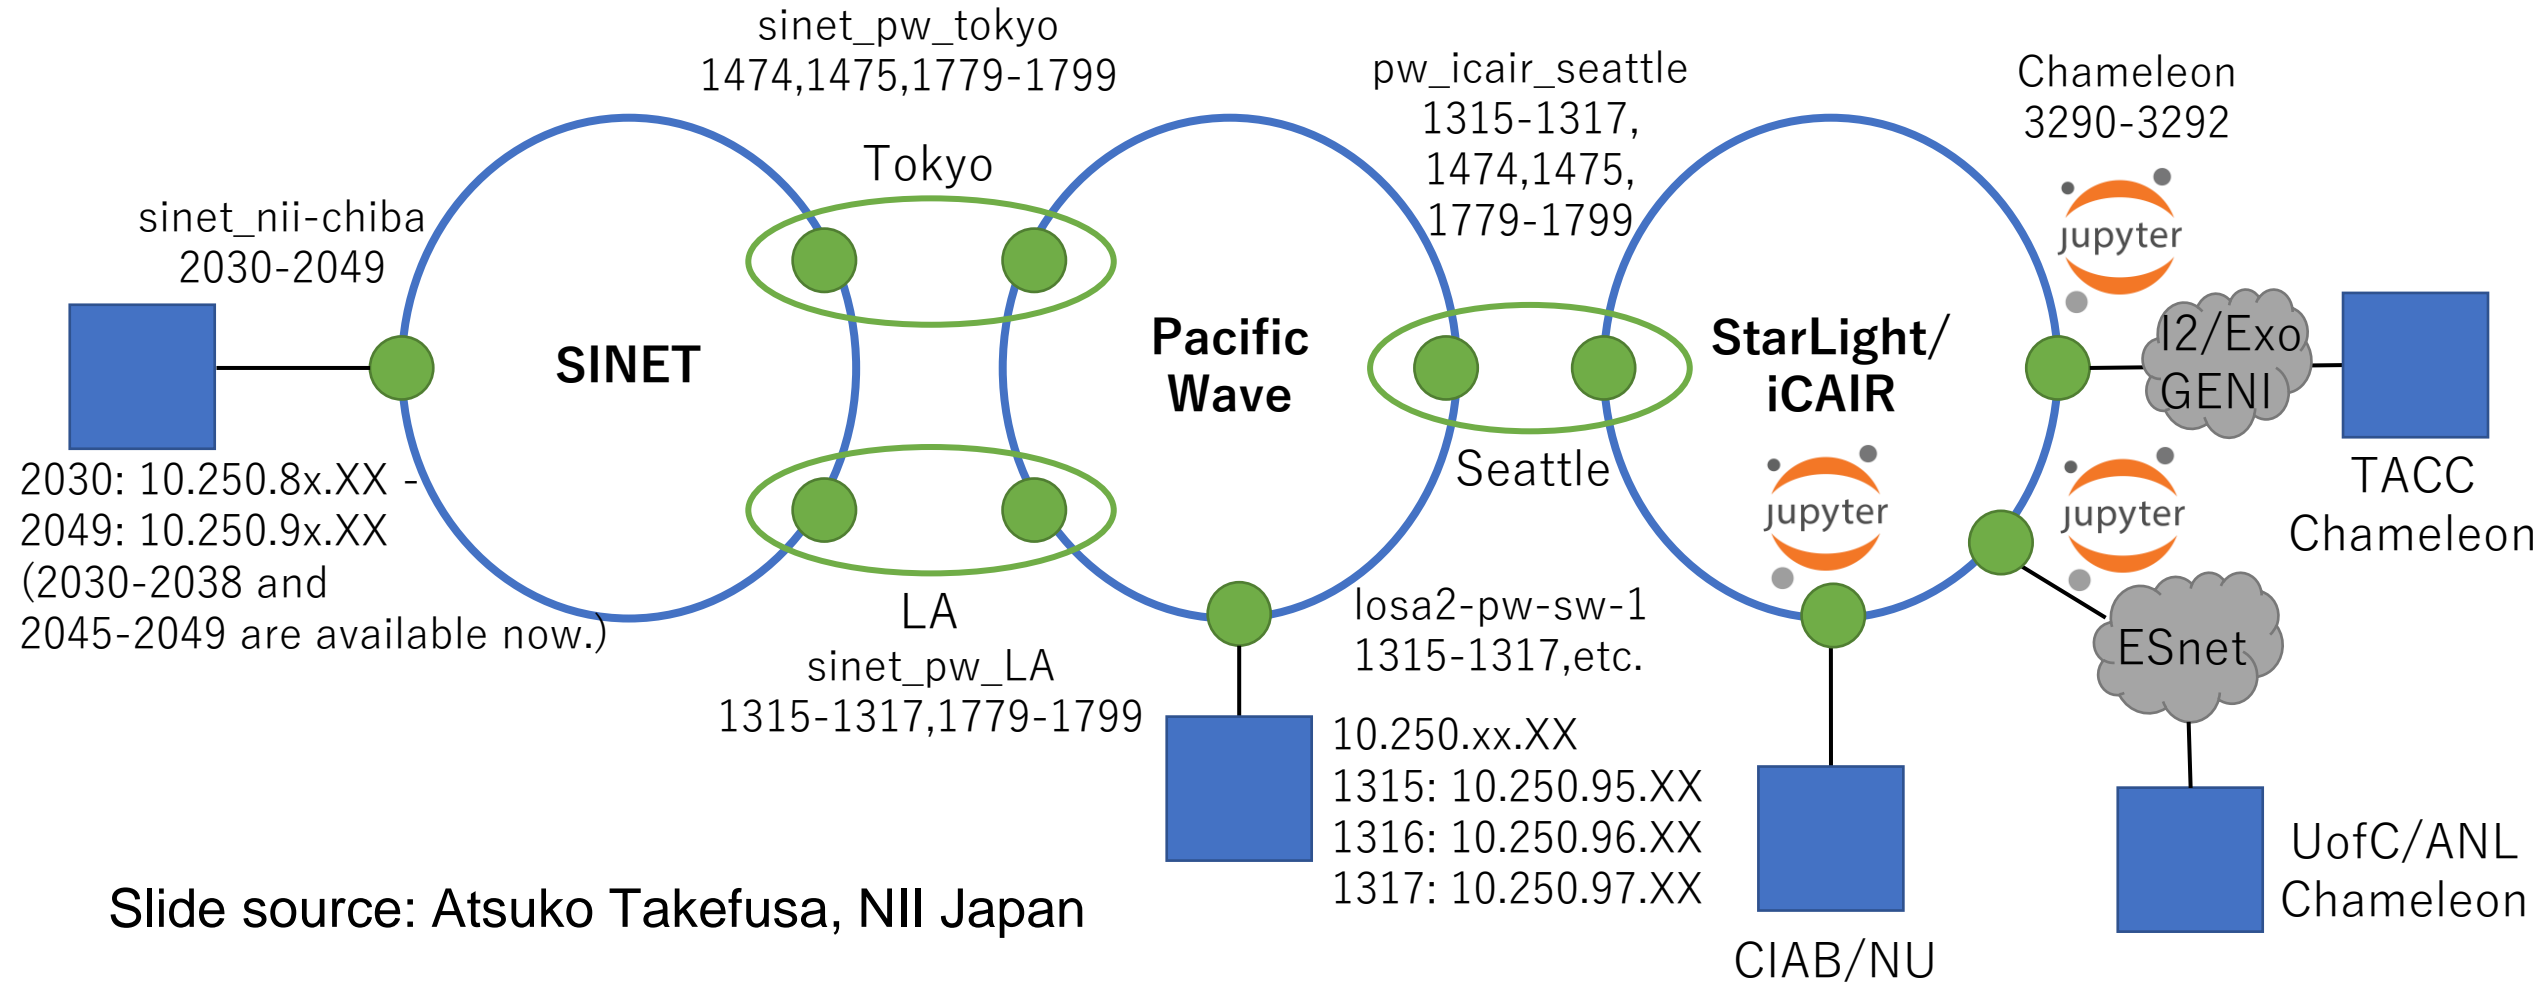 sinet_pw_tokyo
1474,1475,1779-1799
pw_icair_seattle
1315-1317,
1474,1475,
1779-1799
Chameleon
3290-3292
Tokyo
sinet_nii-chiba
2030-2049
jupyter
SINET
Pacific
Wave
StarLight/
iCAIR
I2/Exo
GENI
Seattle
TACC
Chameleon
2030: 10.250.8x.XX -
2049: 10.250.9x.XX
(2030-2038 and
2045-2049 are available now.)
jupyter
jupyter
LA
sinet_pw_LA
1315-1317,1779-1799
losa2-pw-sw-1
1315-1317,etc.
ESnet
10.250.xx.XX
1315: 10.250.95.XX
1316: 10.250.96.XX
1317: 10.250.97.XX
UofC/ANL
Chameleon
CIAB/NU
Slide source: Atsuko Takefusa, NII Japan